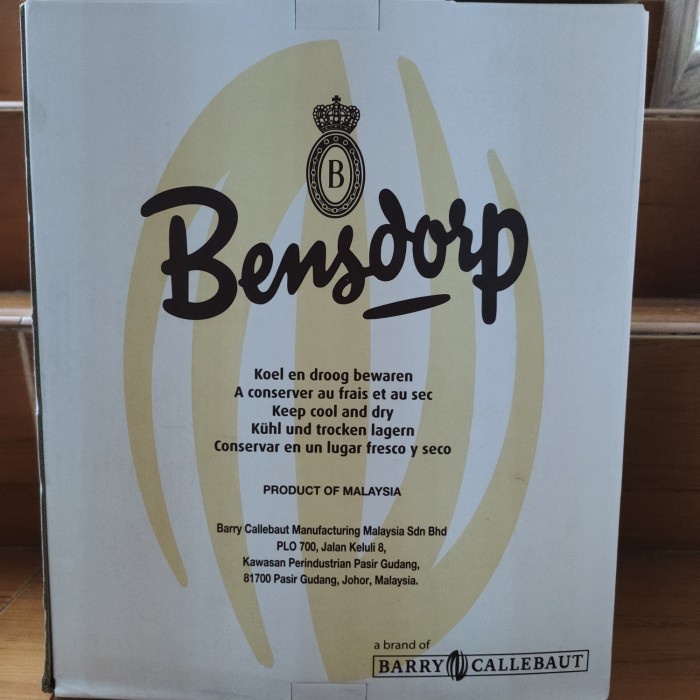 B
Bensdorp
Koel en droog bewaren
A conserver au frais et au sec
Keep cool and dry
Kühl und trocken lagern
Conservar en un lugar fresco y seco
PRODUCT OF MALAYSIA
Barry Callebaut Manufacturing Malaysia Sdn Bhd
PLO 700, Jalan Keluli 8,
Kawasan Perindustrian Pasir Gudang,
81700 Pasir Gudang, Johor, Malaysia.
a brand of
BARRY CALLEBAUT